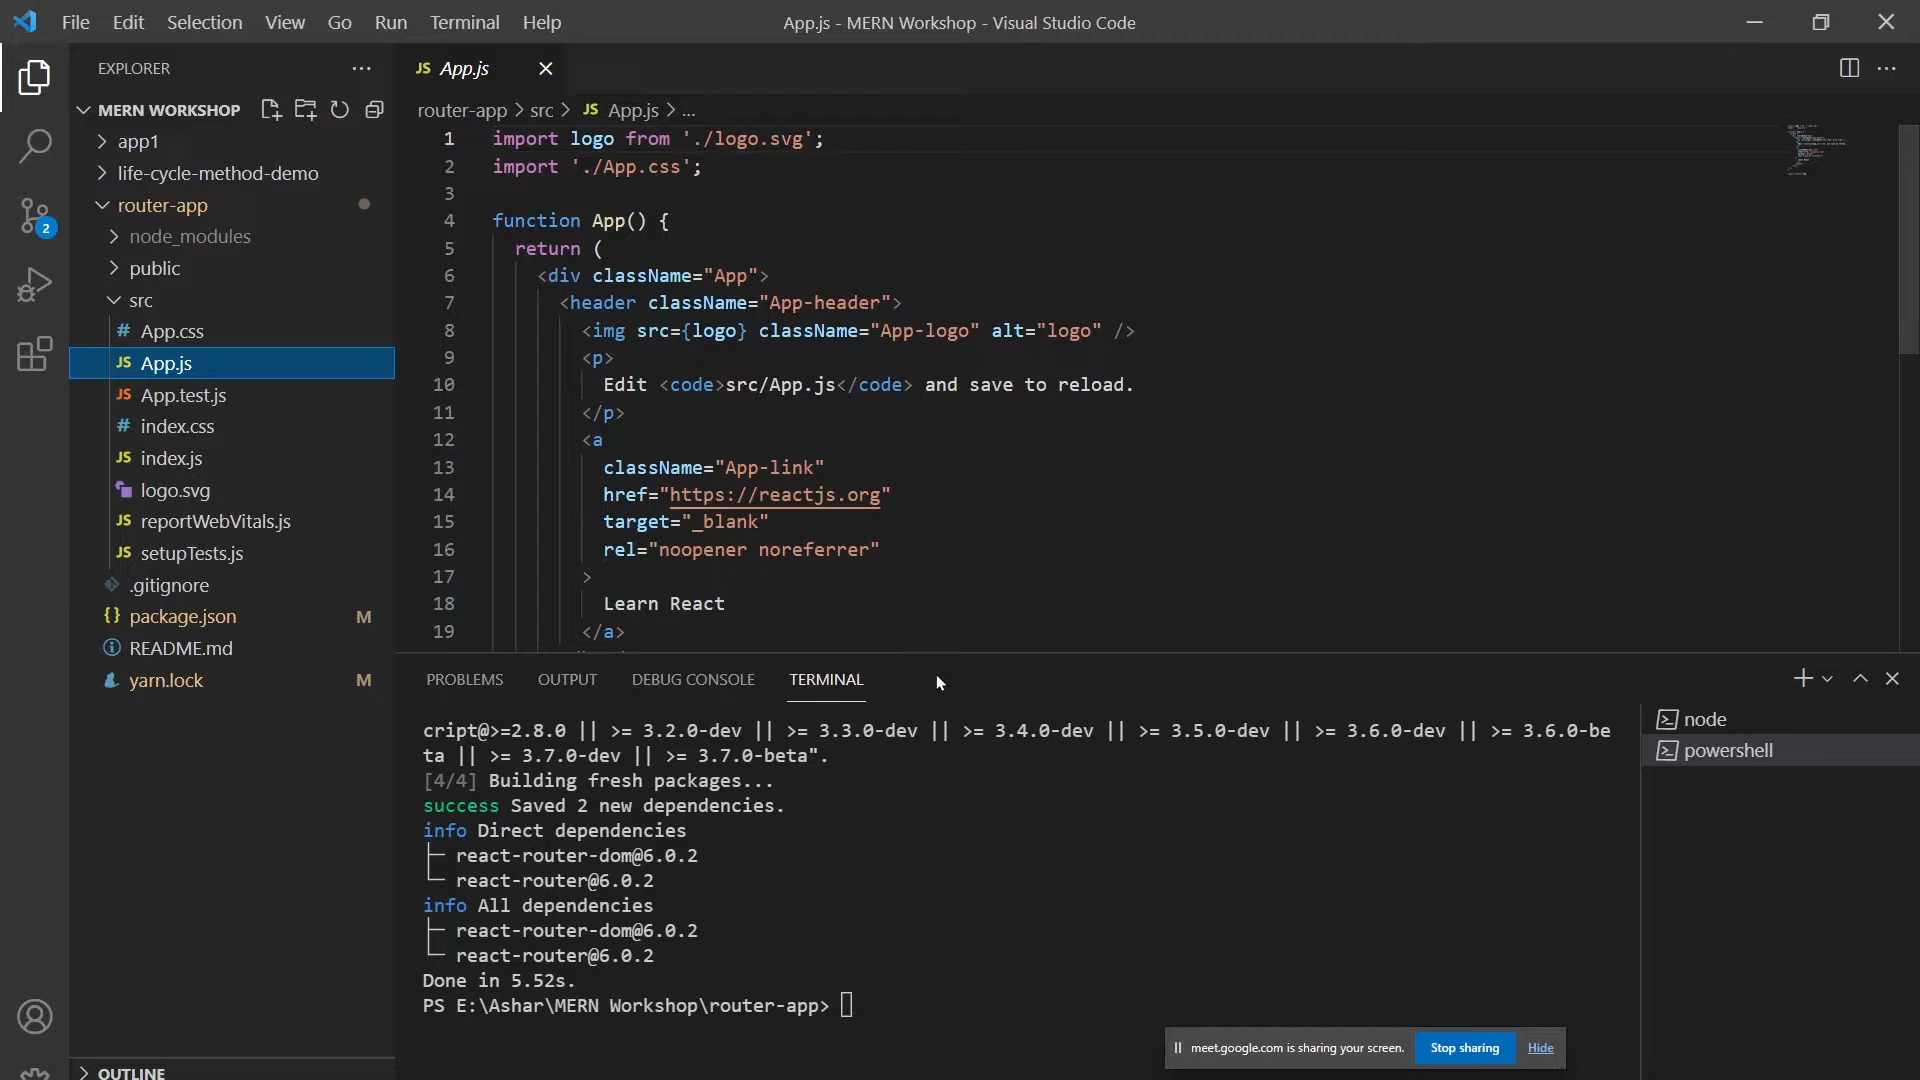 File Edit Selection View Go Run Terminal Help
App.js - MERN Workshop - Visual Studio Code
EXPLORER
MERN WORKSHOP
app1
life-cycle-method-demo
router-app
node_modules
public
src
# App.css
JS App.js
JS App.test.js
# index.css
JS index.js
logo.svg
JS reportWebVitals.js
JS setupTests.js
.gitignore
{} package.json M
README.md
yarn.lock M
OUTLINE
2
JS App.js
router-app > src > JS App.js > ...
1 import logo from './logo.svg';
2 import './App.css';
3
4 function App() {
5 return (
6 <div className="App">
7 <header className="App-header">
8 <img src={logo} className="App-logo" alt="logo" />
9 <p>
10 Edit <code>src/App.js</code> and save to reload.
11 </p>
12 <a
13 className="App-link"
14 href="https://reactjs.org"
15 target="_blank"
16 rel="noopener noreferrer"
17 >
18 Learn React
19 </a>
PROBLEMS OUTPUT DEBUG CONSOLE TERMINAL
cript@>=2.8.0 || >= 3.2.0-dev || >= 3.3.0-dev || >= 3.4.0-dev || >= 3.5.0-dev || >= 3.6.0-dev || >= 3.6.0-be
ta || >= 3.7.0-dev || >= 3.7.0-beta".
[4/4] Building fresh packages...
success Saved 2 new dependencies.
info Direct dependencies
├─ react-router-dom@6.0.2
└─ react-router@6.0.2
info All dependencies
├─ react-router-dom@6.0.2
└─ react-router@6.0.2
Done in 5.52s.
PS E:\Ashar\MERN Workshop\router-app>
node
powershell
meet.google.com is sharing your screen. Stop sharing Hide